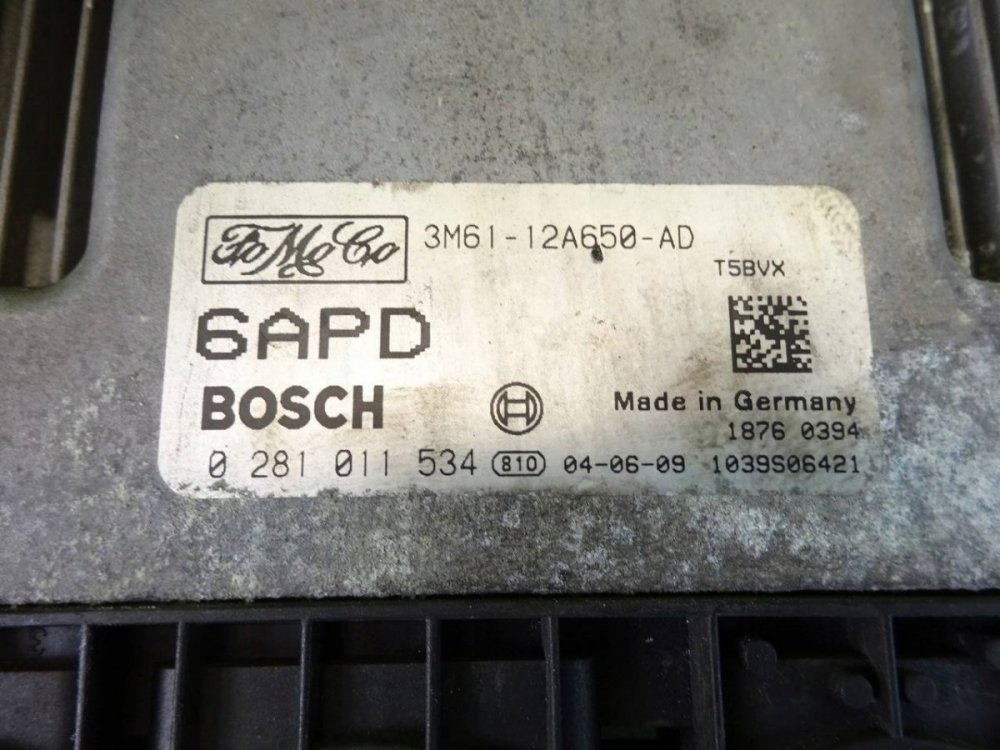 FoMoCo 3M61-12A650-AD
T5BVX
6APD
BOSCH Made in Germany
1876 0394
0 281 011 534 810 04-06-09 1039S06421